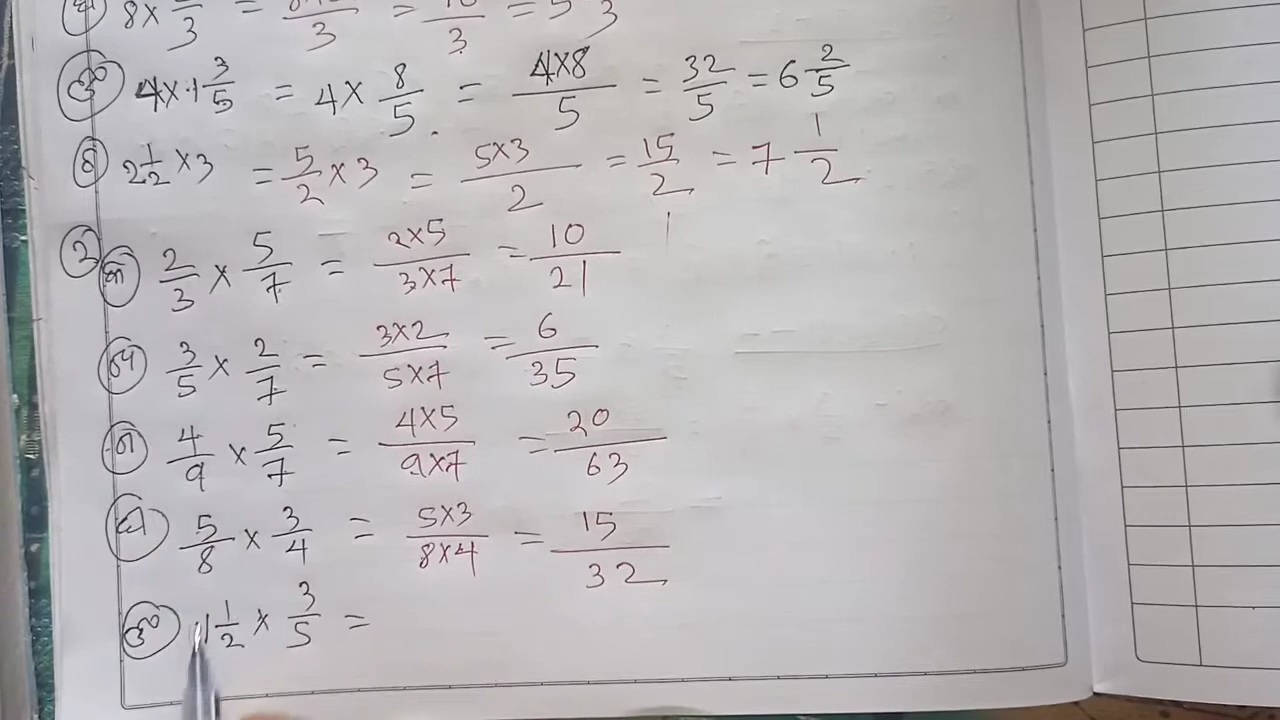 8 × /3 = /3 = /3 = 5 /3
ङ 4 × 1 3/5 = 4 × 8/5 = 4×8/5 = 32/5 = 6 2/5
2 1/2 × 3 = 5/2 × 3 = 5×3/2 = 15/2 = 7 1/2
2/3 × 5/7 = 2×5/3×7 = 10/21
ख 3/5 × 2/7 = 3×2/5×7 = 6/35
ग 4/9 × 5/7 = 4×5/9×7 = 20/63
घ 5/8 × 3/4 = 5×3/8×4 = 15/32
ङ 1 1/2 × 3/5 =